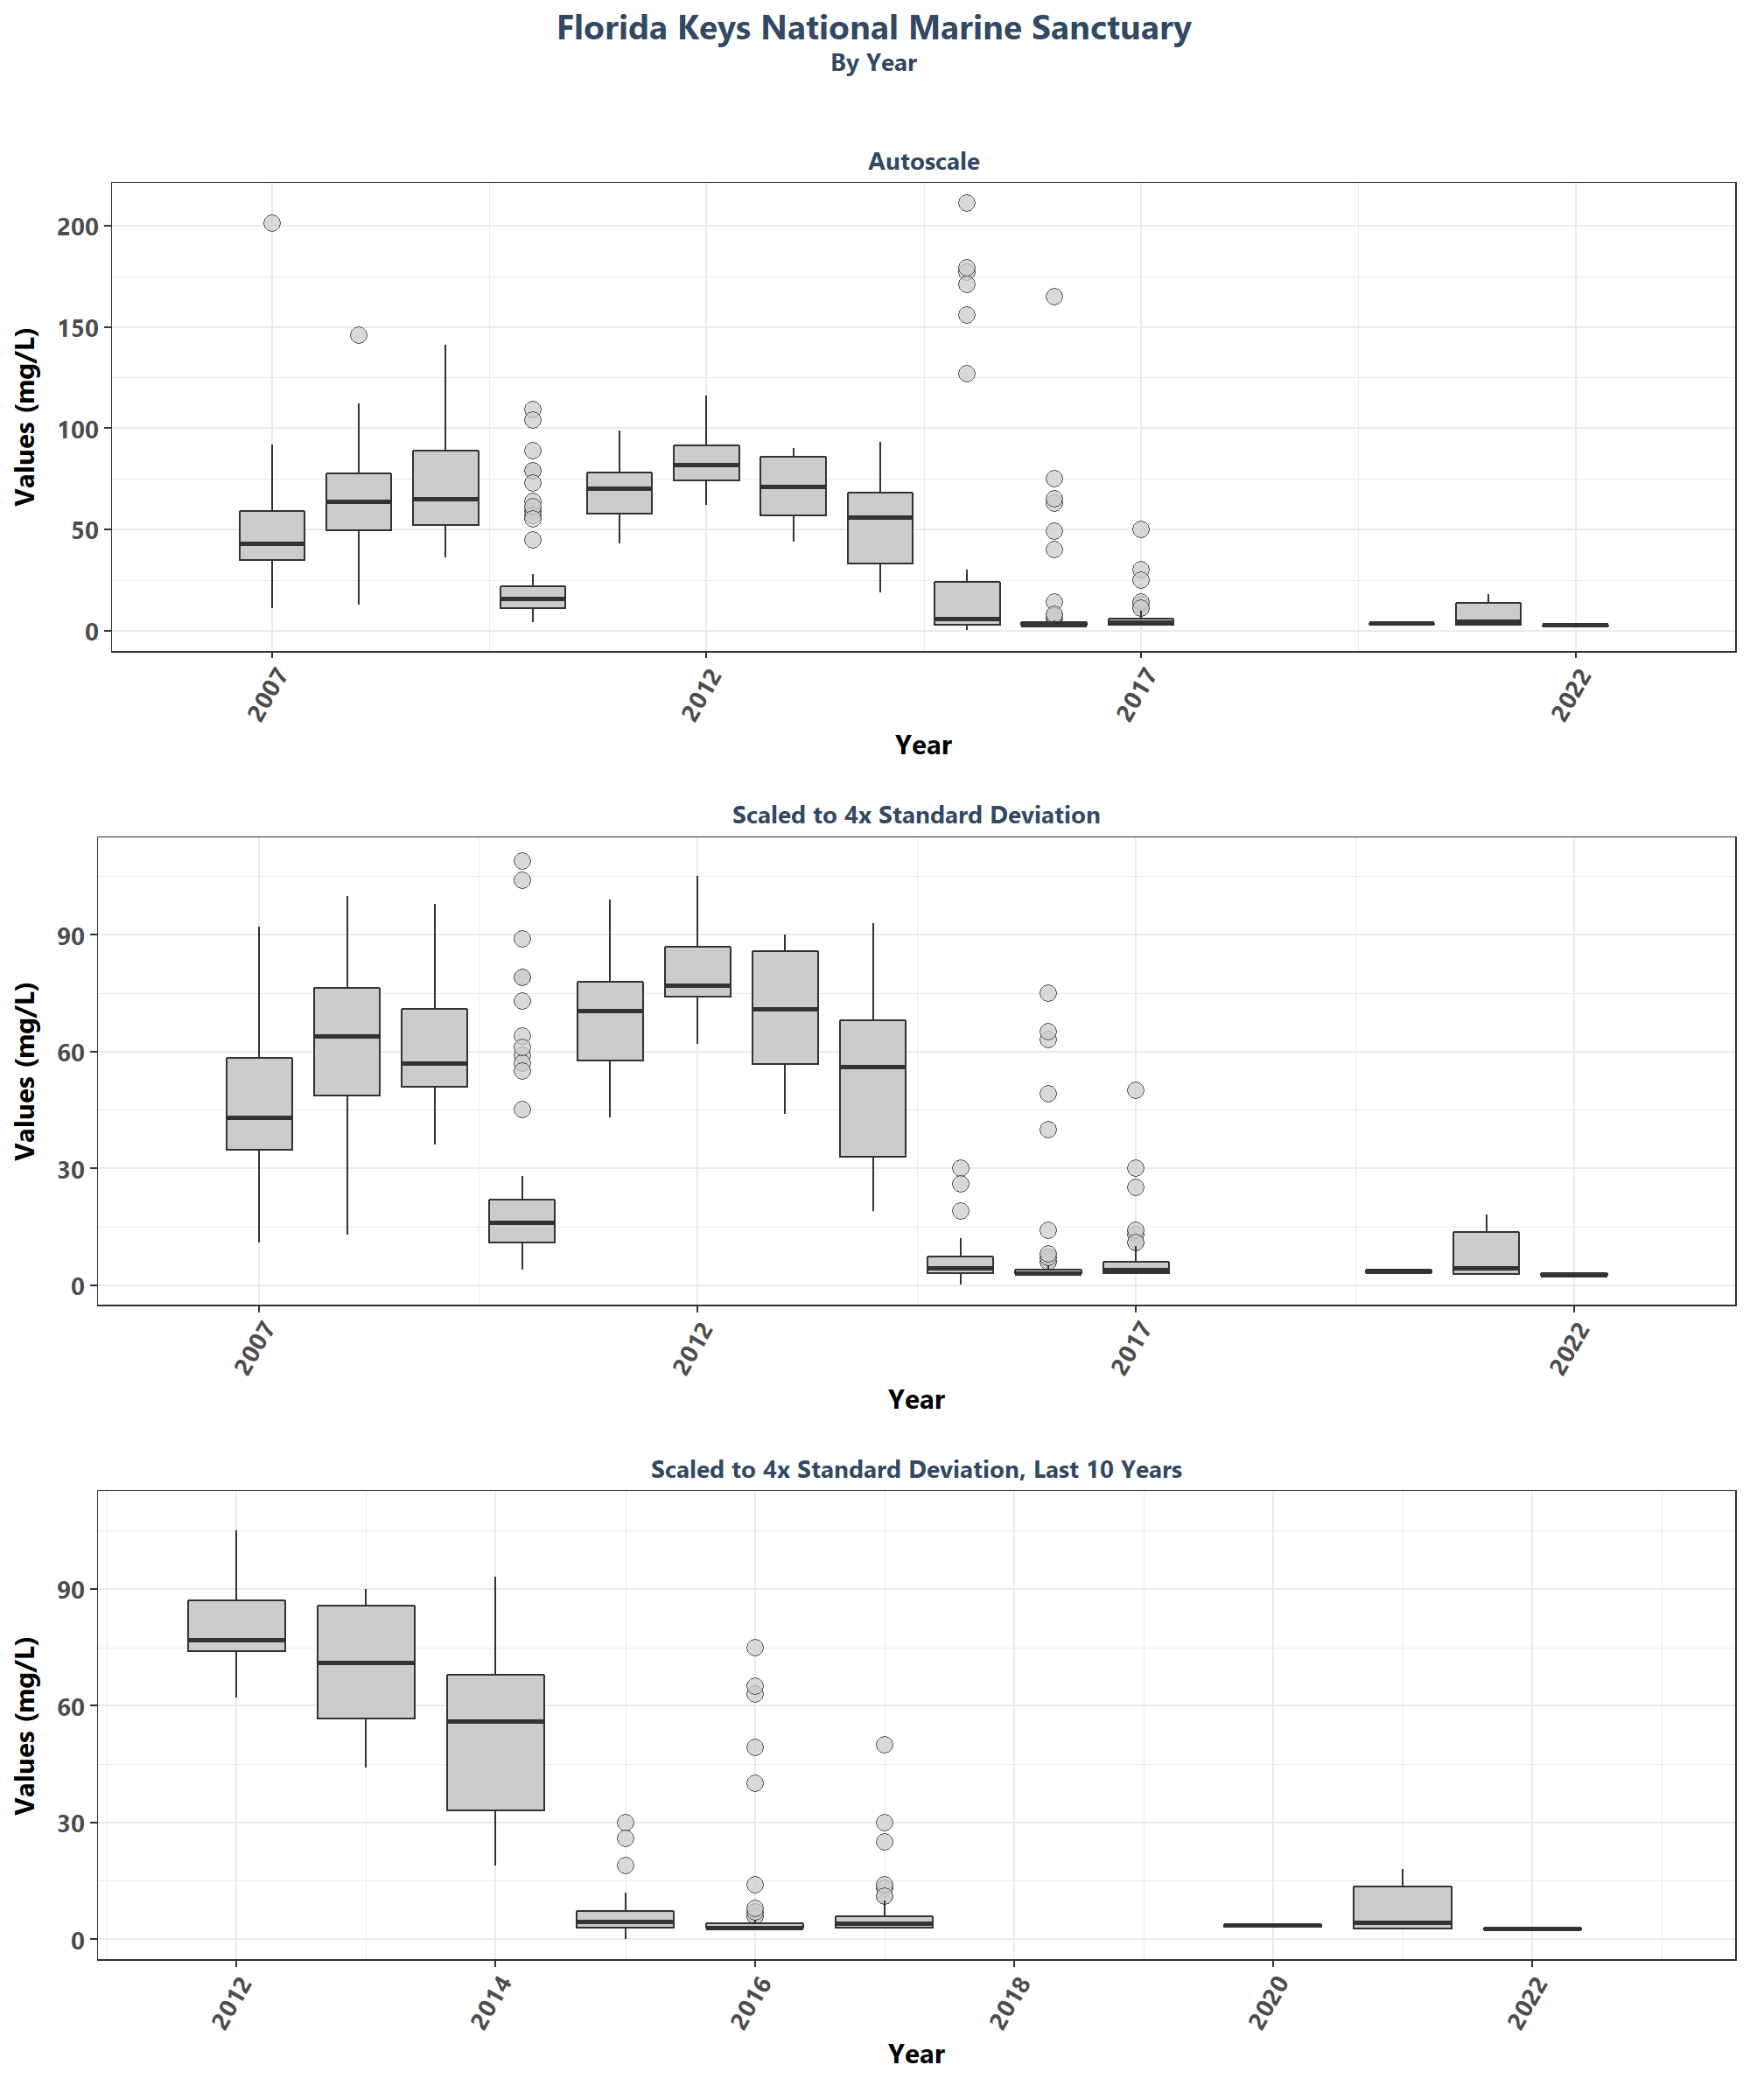 Florida Keys National Marine Sanctuary
By Year
Autoscale
Values (mg/L)
200
150
100
50
0
2007
2012
2017
2022
Year
Scaled to 4x Standard Deviation
Values (mg/L)
90
60
30
0
2007
2012
2017
2022
Year
Scaled to 4x Standard Deviation, Last 10 Years
Values (mg/L)
90
60
30
0
2012
2014
2016
2018
2020
2022
Year